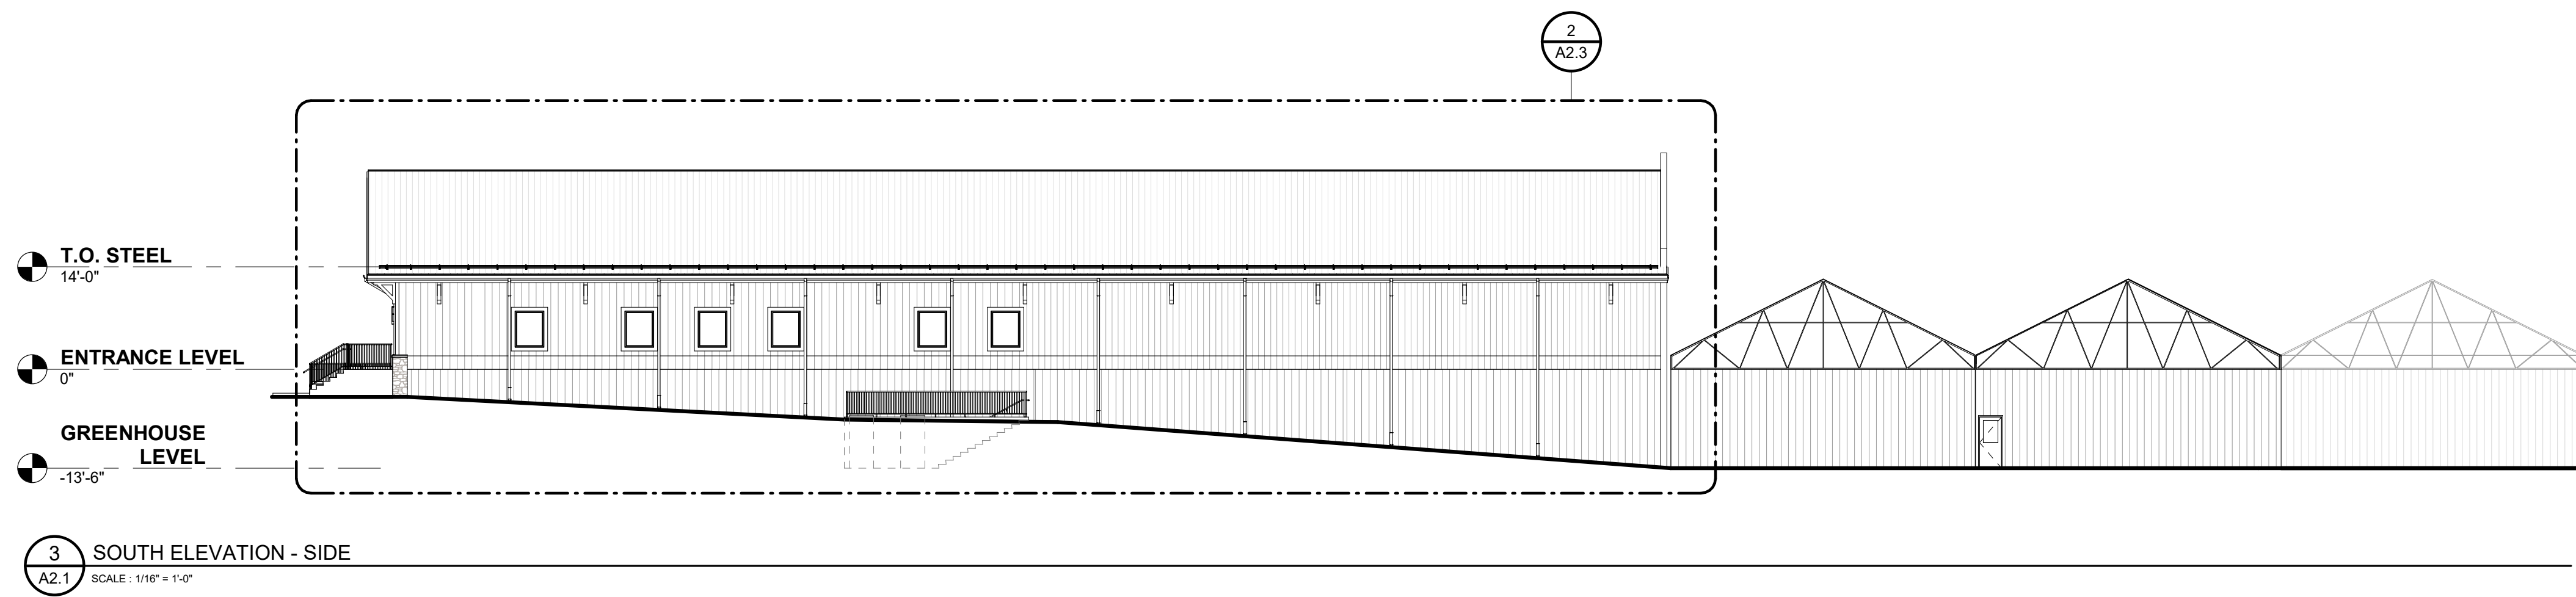 2
A2.3
T.O. STEEL
14'-0"
ENTRANCE LEVEL
0"
GREENHOUSE
LEVEL
-13'-6"
3
A2.1
SOUTH ELEVATION - SIDE
SCALE : 1/16" = 1'-0"